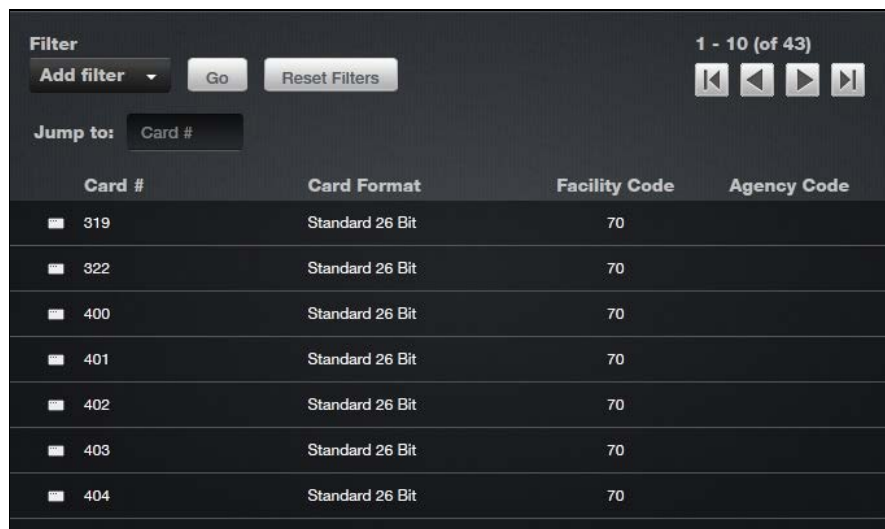 Filter
1 - 10 (of 43)
Add filter Go Reset Filters
Jump to: Card #
Card # Card Format Facility Code Agency Code
319 Standard 26 Bit 70
322 Standard 26 Bit 70
400 Standard 26 Bit 70
401 Standard 26 Bit 70
402 Standard 26 Bit 70
403 Standard 26 Bit 70
404 Standard 26 Bit 70